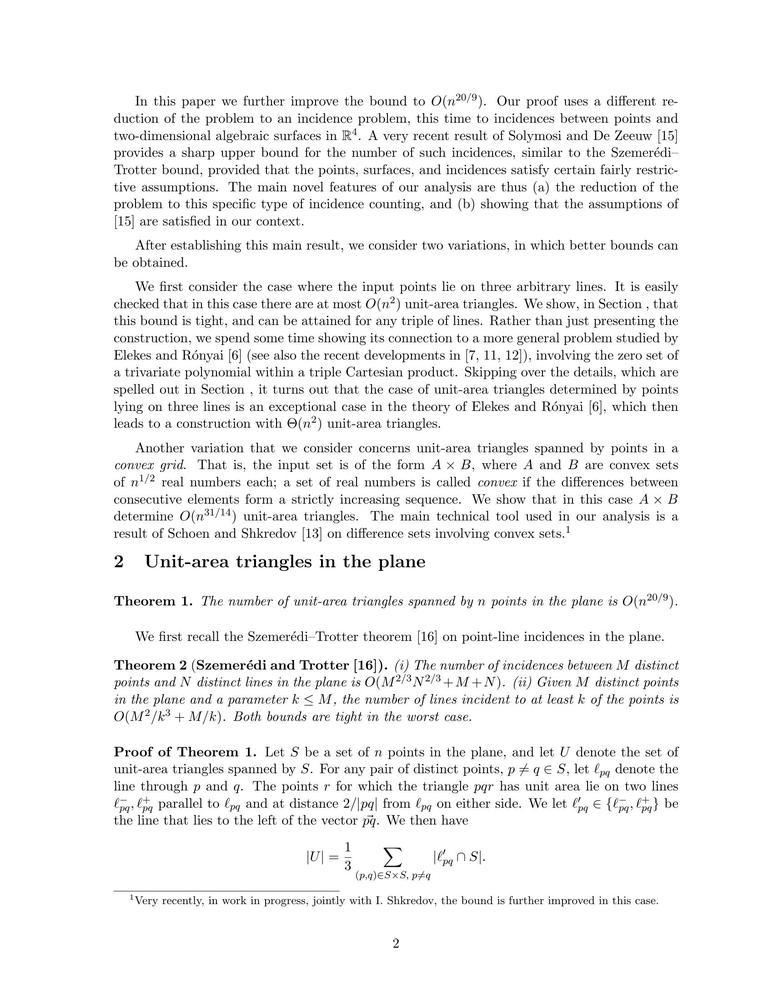 In this paper we further improve the bound to O(n^{20/9}). Our proof uses a different re-
duction of the problem to an incidence problem, this time to incidences between points and
two-dimensional algebraic surfaces in ℝ^4. A very recent result of Solymosi and De Zeeuw [15]
provides a sharp upper bound for the number of such incidences, similar to the Szemerédi–
Trotter bound, provided that the points, surfaces, and incidences satisfy certain fairly restric-
tive assumptions. The main novel features of our analysis are thus (a) the reduction of the
problem to this specific type of incidence counting, and (b) showing that the assumptions of
[15] are satisfied in our context.
After establishing this main result, we consider two variations, in which better bounds can
be obtained.
We first consider the case where the input points lie on three arbitrary lines. It is easily
checked that in this case there are at most O(n^2) unit-area triangles. We show, in Section , that
this bound is tight, and can be attained for any triple of lines. Rather than just presenting the
construction, we spend some time showing its connection to a more general problem studied by
Elekes and Rónyai [6] (see also the recent developments in [7, 11, 12]), involving the zero set of
a trivariate polynomial within a triple Cartesian product. Skipping over the details, which are
spelled out in Section , it turns out that the case of unit-area triangles determined by points
lying on three lines is an exceptional case in the theory of Elekes and Rónyai [6], which then
leads to a construction with Θ(n^2) unit-area triangles.
Another variation that we consider concerns unit-area triangles spanned by points in a
convex grid. That is, the input set is of the form A × B, where A and B are convex sets
of n^{1/2} real numbers each; a set of real numbers is called convex if the differences between
consecutive elements form a strictly increasing sequence. We show that in this case A × B
determine O(n^{31/14}) unit-area triangles. The main technical tool used in our analysis is a
result of Schoen and Shkredov [13] on difference sets involving convex sets.^1
2 Unit-area triangles in the plane
Theorem 1. The number of unit-area triangles spanned by n points in the plane is O(n^{20/9}).
We first recall the Szemerédi–Trotter theorem [16] on point-line incidences in the plane.
Theorem 2 (Szemerédi and Trotter [16]). (i) The number of incidences between M distinct
points and N distinct lines in the plane is O(M^{2/3}N^{2/3} + M + N). (ii) Given M distinct points
in the plane and a parameter k ≤ M, the number of lines incident to at least k of the points is
O(M^2/k^3 + M/k). Both bounds are tight in the worst case.
Proof of Theorem 1. Let S be a set of n points in the plane, and let U denote the set of
unit-area triangles spanned by S. For any pair of distinct points, p ≠ q ∈ S, let ℓ_{pq} denote the
line through p and q. The points r for which the triangle pqr has unit area lie on two lines
ℓ^-_{pq}, ℓ^+_{pq} parallel to ℓ_{pq} and at distance 2/|pq| from ℓ_{pq} on either side. We let ℓ'_{pq} ∈ {ℓ^-_{pq}, ℓ^+_{pq}} be
the line that lies to the left of the vector \vec{pq}. We then have
|U| = \frac{1}{3} \sum_{(p,q)∈S×S, p≠q} |ℓ'_{pq} ∩ S|.
^1Very recently, in work in progress, jointly with I. Shkredov, the bound is further improved in this case.
2